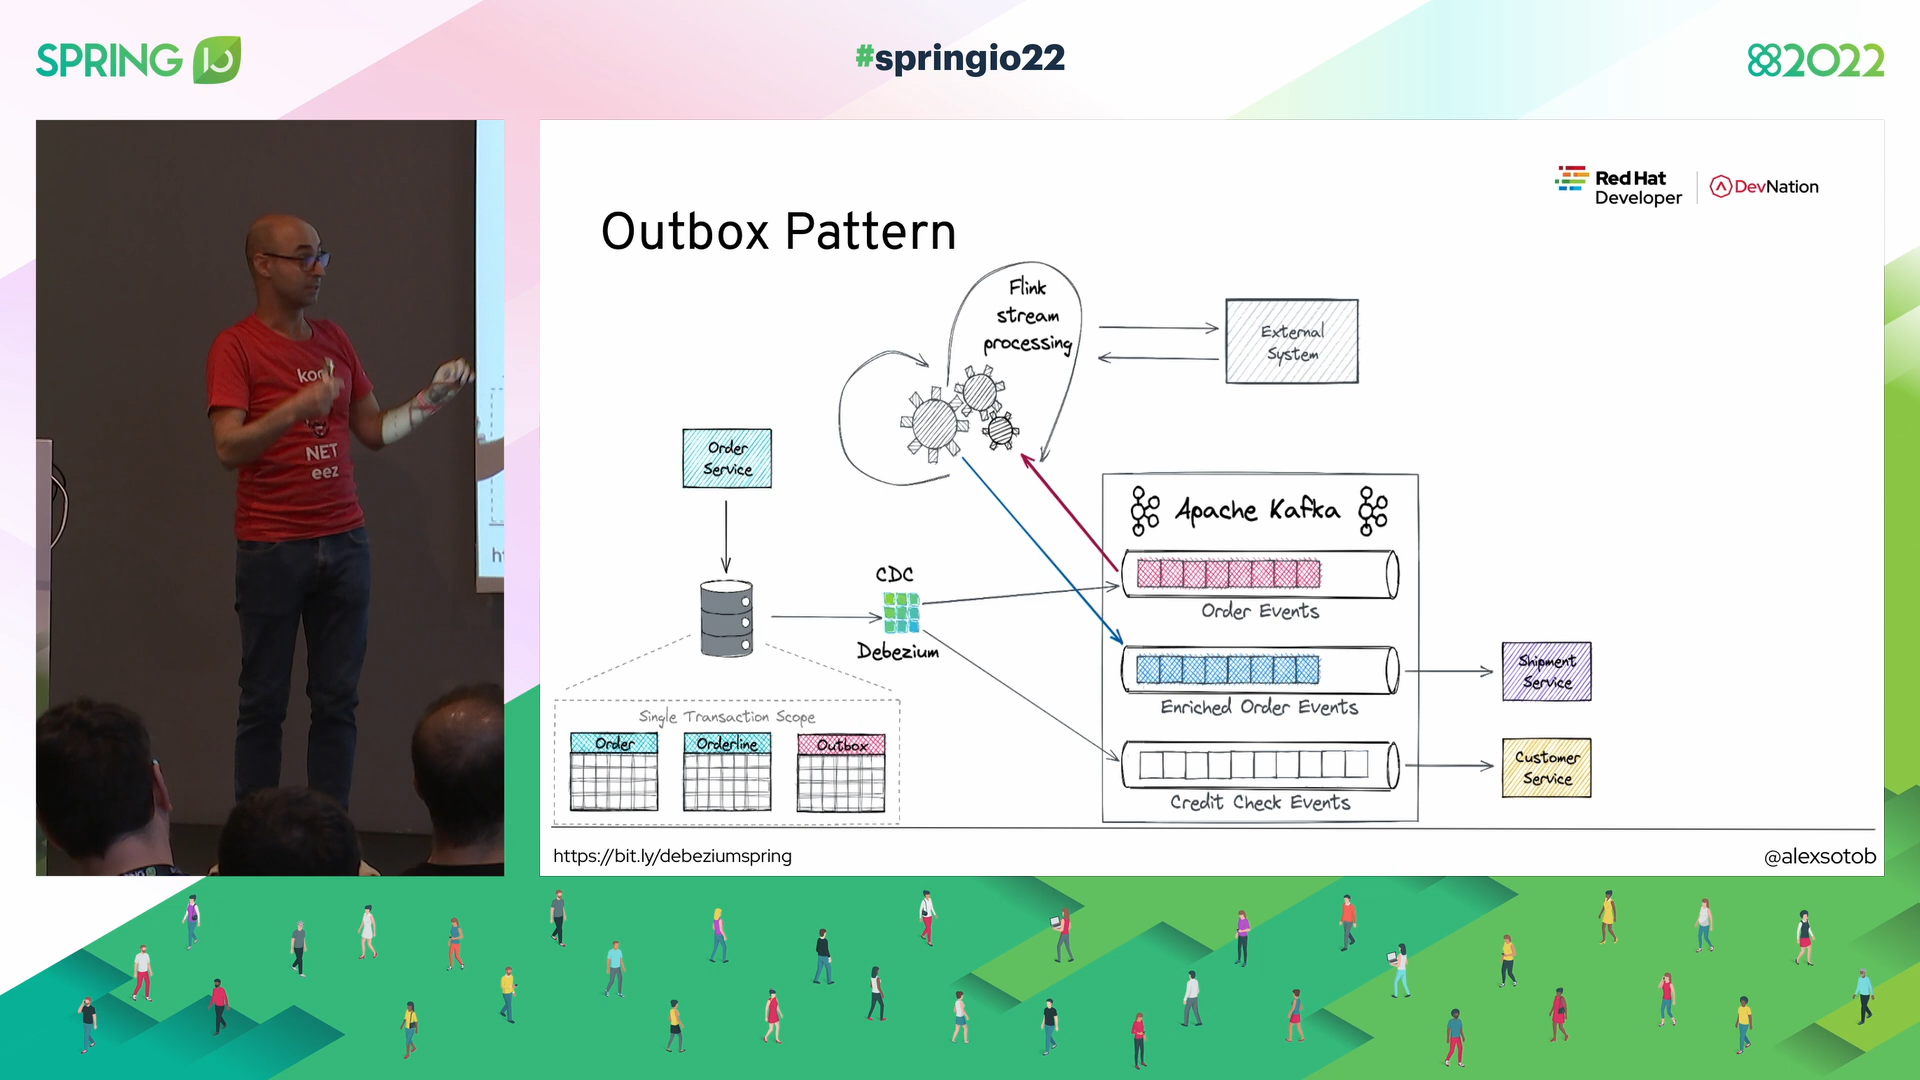 SPRING IO
#springio22
2022
Red Hat
Developer
DevNation
Outbox Pattern
Flink
stream
processing
External
System
Order
Service
Apache Kafka
CDC
Debezium
Order Events
Enriched Order Events
Credit Check Events
Shipment
Service
Customer
Service
Single Transaction Scope
Order
Orderline
Outbox
https://bit.ly/debeziumspring
@alexsotob
NET
eez